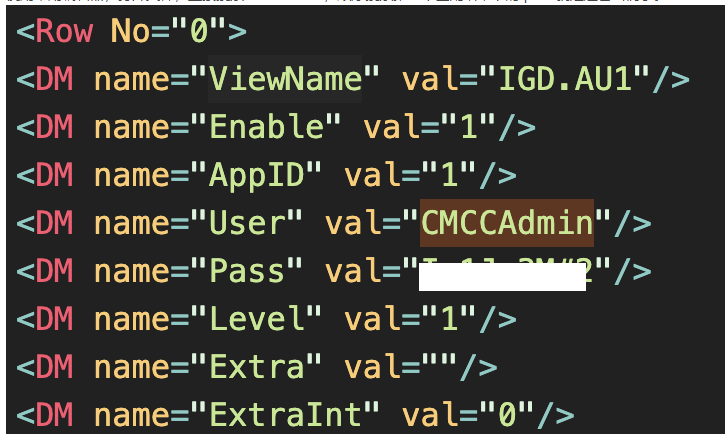 <Row No="0">
<DM name="ViewName" val="IGD.AU1"/>
<DM name="Enable" val="1"/>
<DM name="AppID" val="1"/>
<DM name="User" val="CMCCAdmin"/>
<DM name="Pass" val=""/>
<DM name="Level" val="1"/>
<DM name="Extra" val=""/>
<DM name="ExtraInt" val="0"/>